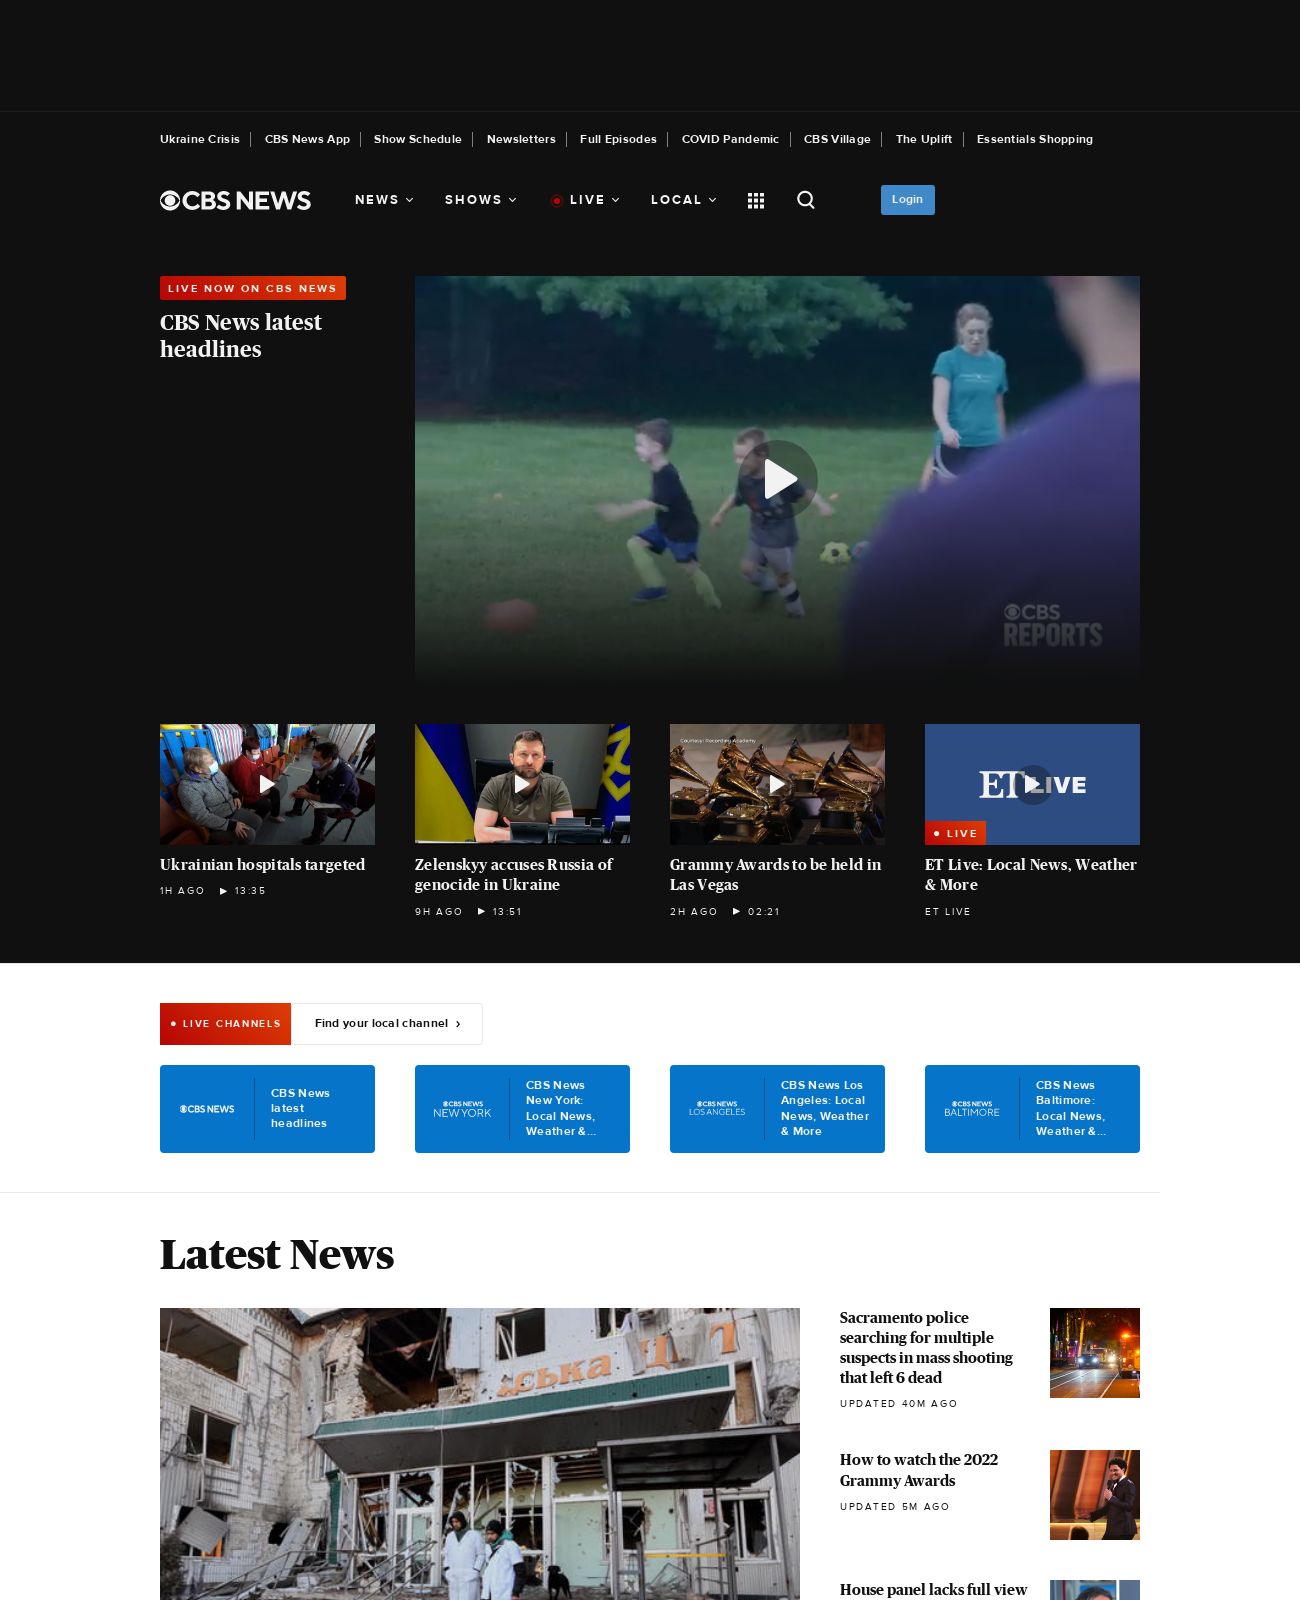 Ukraine Crisis CBS News App Show Schedule Newsletters Full Episodes COVID Pandemic CBS Village The Uplift Essentials Shopping
CBS NEWS NEWS SHOWS LIVE LOCAL Login
LIVE NOW ON CBS NEWS
CBS News latest
headlines
CBS
REPORTS
Courtesy: Recording Academy
ET LIVE
LIVE
Ukrainian hospitals targeted
1H AGO 13:35
Zelenskyy accuses Russia of
genocide in Ukraine
9H AGO 13:51
Grammy Awards to be held in
Las Vegas
2H AGO 02:21
ET Live: Local News, Weather
& More
ET LIVE
LIVE CHANNELS Find your local channel ›
CBS NEWS
CBS News
latest
headlines
CBS NEWS
NEW YORK
CBS News
New York:
Local News,
Weather &...
CBS NEWS
LOS ANGELES
CBS News Los
Angeles: Local
News, Weather
& More
CBS NEWS
BALTIMORE
CBS News
Baltimore:
Local News,
Weather &...
Latest News
ська Ц
Sacramento police
searching for multiple
suspects in mass shooting
that left 6 dead
UPDATED 40M AGO
How to watch the 2022
Grammy Awards
UPDATED 5M AGO
House panel lacks full view